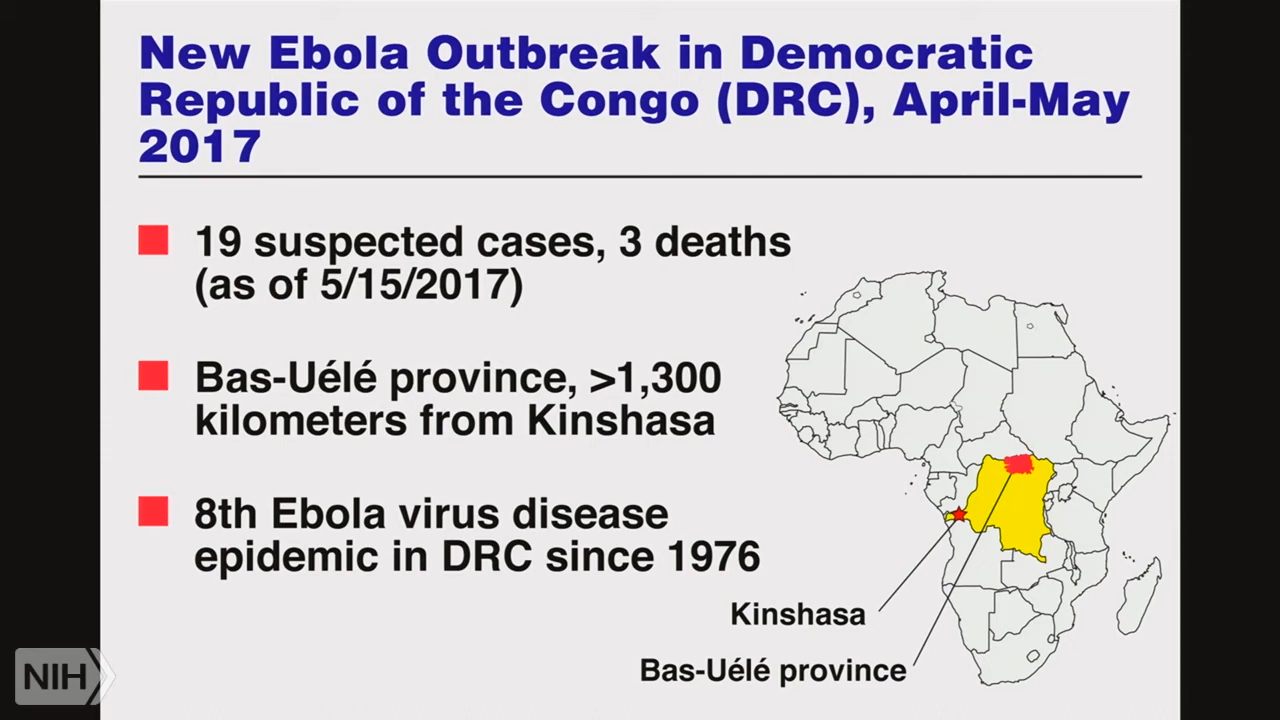 New Ebola Outbreak in Democratic
Republic of the Congo (DRC), April-May
2017
19 suspected cases, 3 deaths
(as of 5/15/2017)
Bas-Uélé province, >1,300
kilometers from Kinshasa
8th Ebola virus disease
epidemic in DRC since 1976
Kinshasa
Bas-Uélé province
NIH